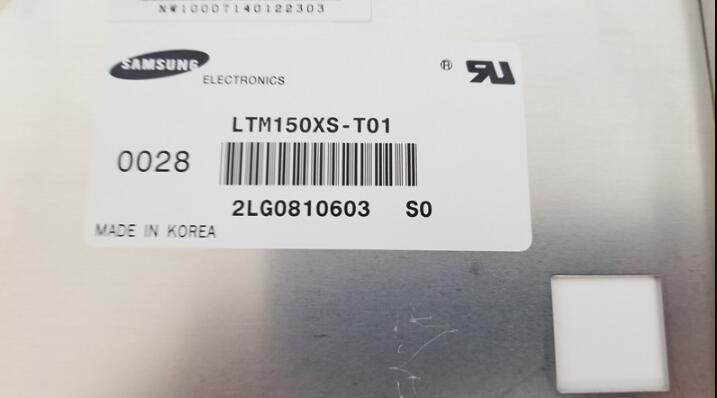 NW10007140122303
SAMSUNG
ELECTRONICS
®
LTM150XS-T01
0028
2LG0810603 S0
MADE IN KOREA